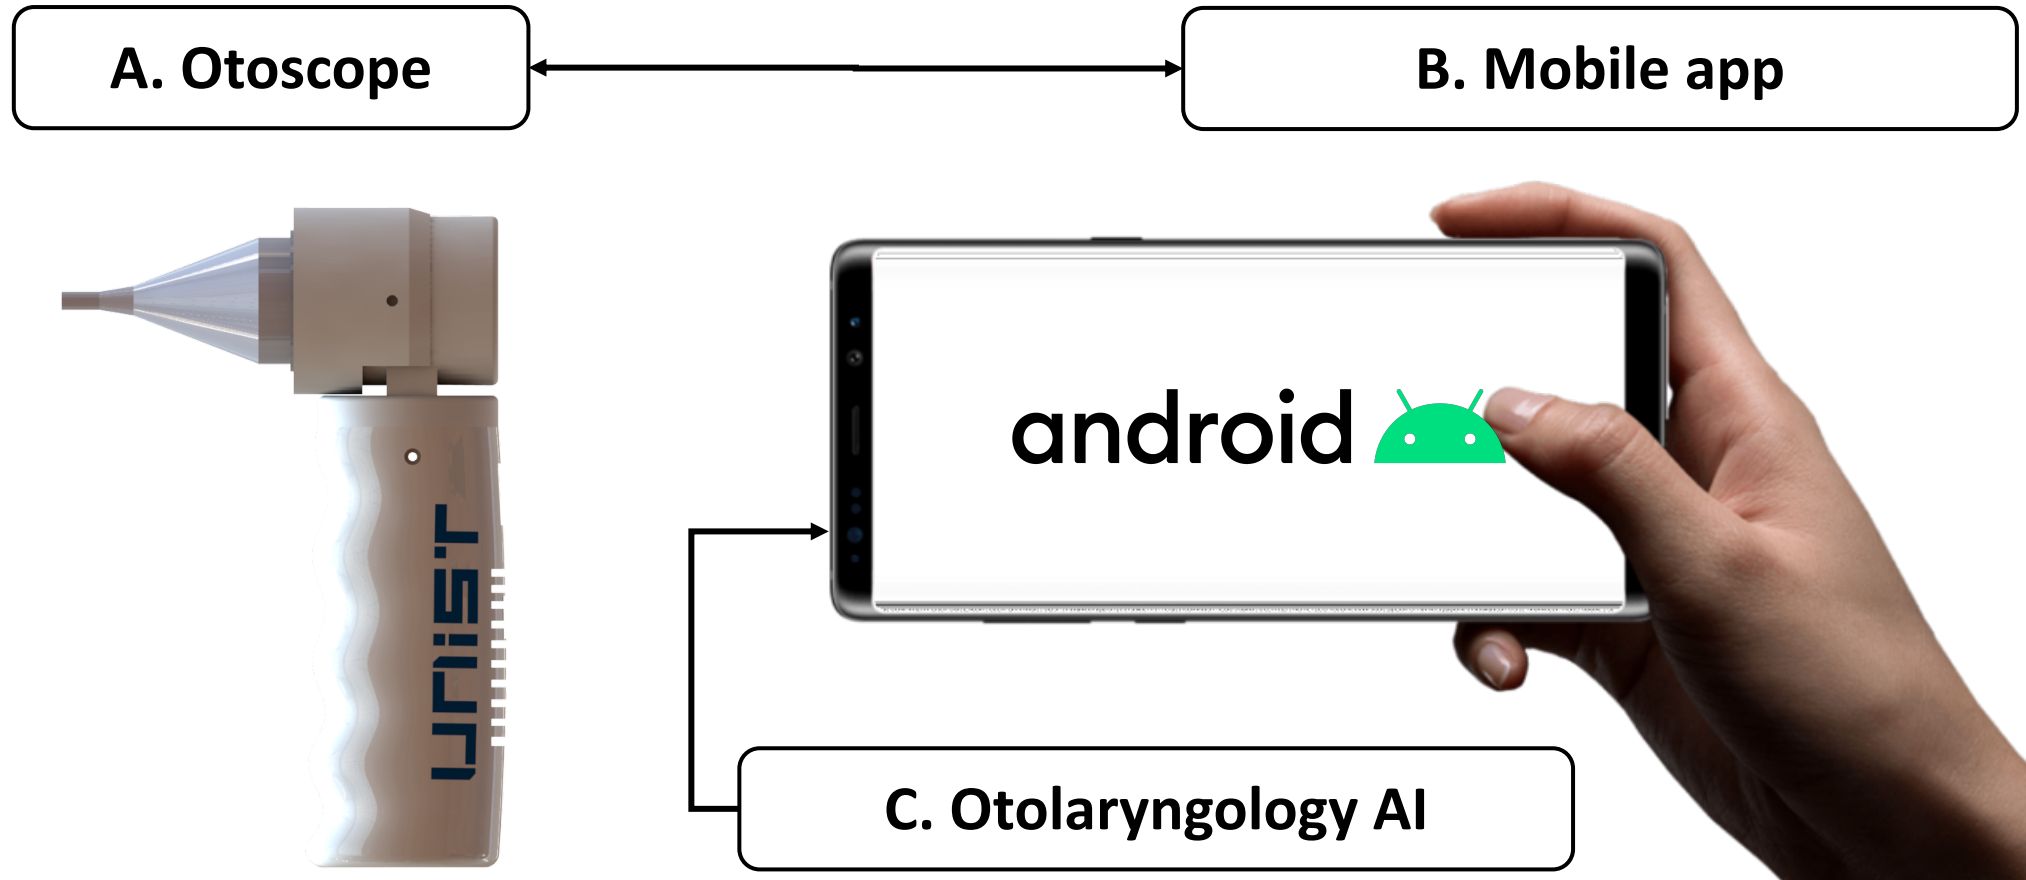 A. Otoscope
B. Mobile app
android
UNIST
C. Otolaryngology AI